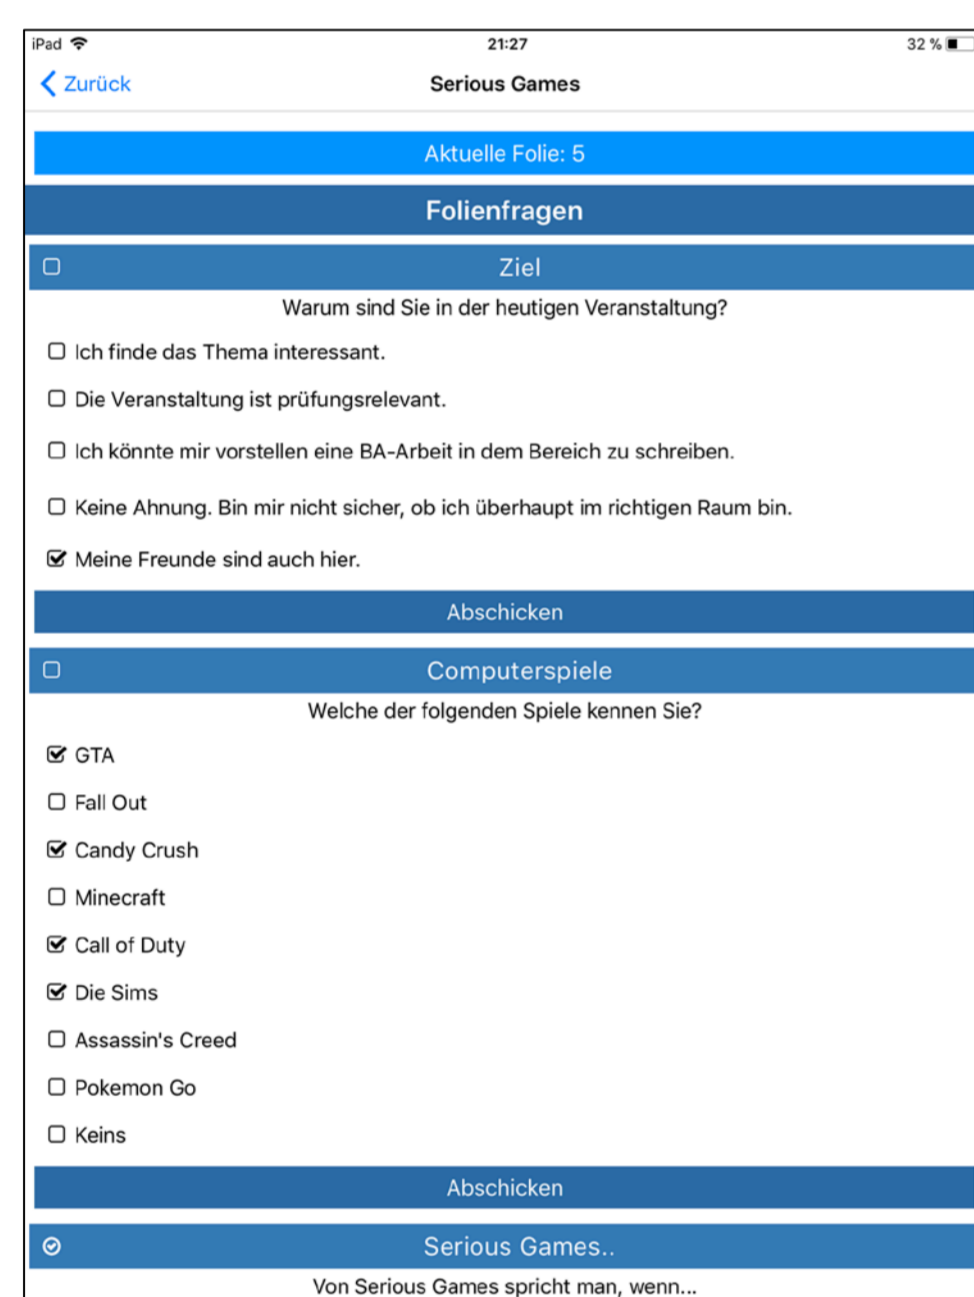 iPad 21:27 32 %
Zurück Serious Games
Aktuelle Folie: 5
Folienfragen
Ziel
Warum sind Sie in der heutigen Veranstaltung?
Ich finde das Thema interessant.
Die Veranstaltung ist prüfungsrelevant.
Ich könnte mir vorstellen eine BA-Arbeit in dem Bereich zu schreiben.
Keine Ahnung. Bin mir nicht sicher, ob ich überhaupt im richtigen Raum bin.
Meine Freunde sind auch hier.
Abschicken
Computerspiele
Welche der folgenden Spiele kennen Sie?
GTA
Fall Out
Candy Crush
Minecraft
Call of Duty
Die Sims
Assassin's Creed
Pokemon Go
Keins
Abschicken
Serious Games..
Von Serious Games spricht man, wenn...